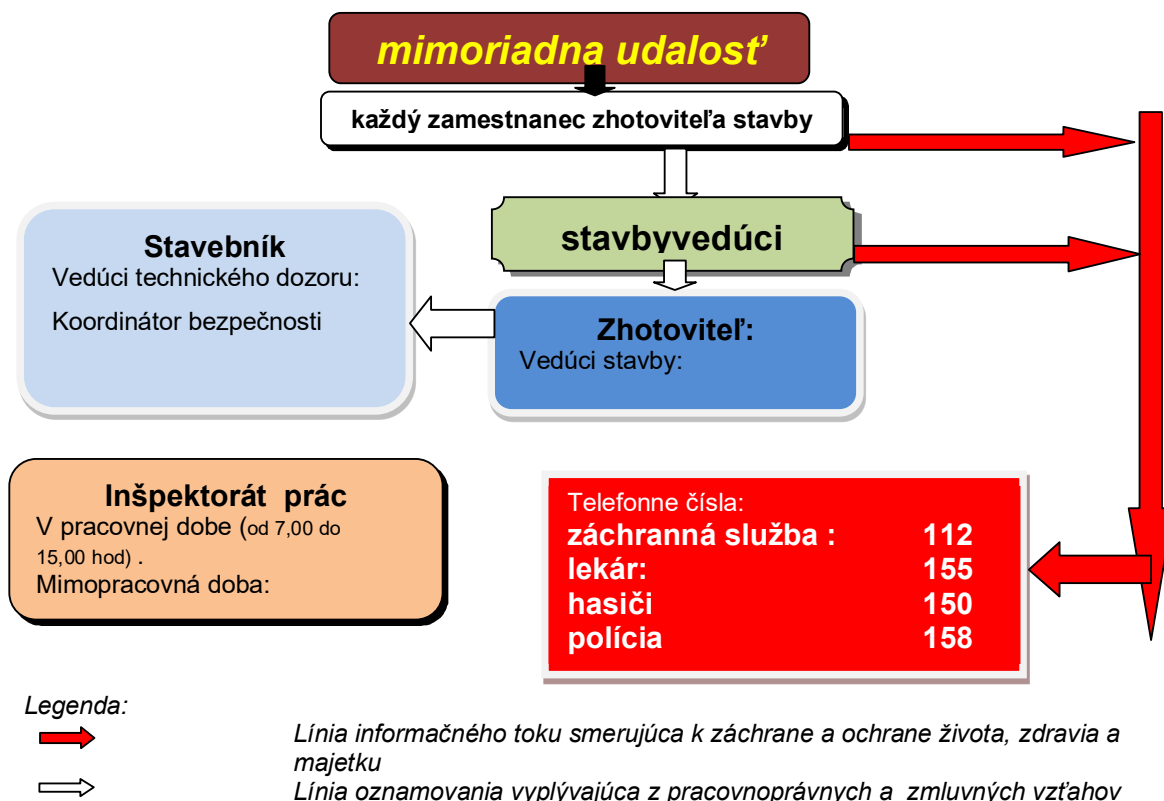 mimoriadna udalosť
každý zamestnanec zhotoviteľa stavby
stavbyvedúci
Stavebník
Vedúci technického dozoru:
Koordinátor bezpečnosti
Zhotoviteľ:
Vedúci stavby:
Inšpektorát prác
V pracovnej dobe (od 7,00 do
15,00 hod) .
Mimopracovná doba:
Telefonne čísla:
záchranná služba : 112
lekár: 155
hasiči 150
polícia 158
Legenda:
Línia informačného toku smerujúca k záchrane a ochrane života, zdravia a
majetku
Línia oznamovania vyplývajúca z pracovnoprávnych a zmluvných vzťahov